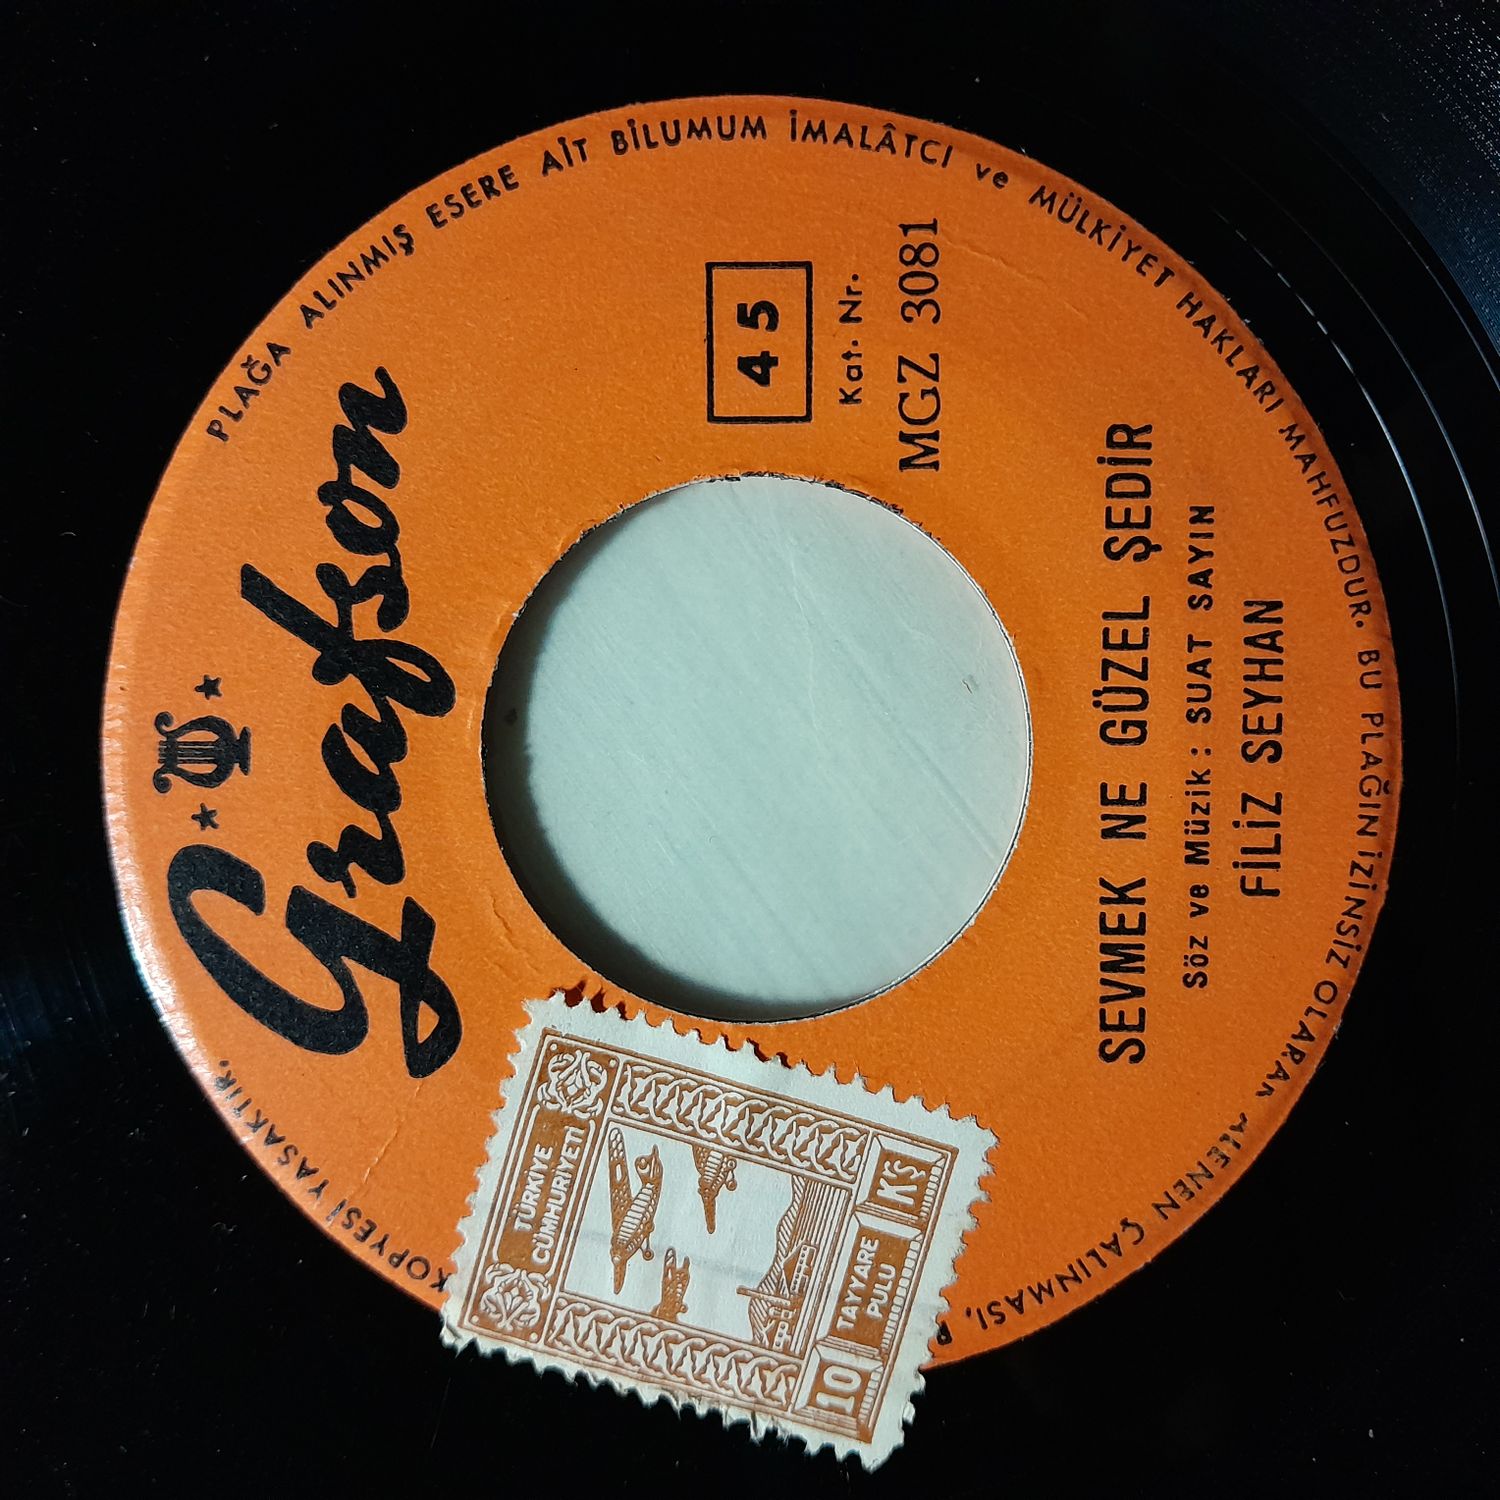 PLAĞA ALINMIŞ ESERE AİT BİLUMUM İMALÂTCI ve MÜLKİYET HAKLARI MAHFUZDUR. BU PLAĞIN İZİNSİZ OLARAK ALENEN ÇALINMASI,
KOPYESİ YASAKTIR.
Grafson
45
Kat. Nr.
MGZ 3081
SEVMEK NE GÜZEL ŞEDİR
Söz ve Müzik : SUAT SAYIN
FİLİZ SEYHAN
TÜRKİYE
CÜMHURİYETİ
10
TAYYARE
PULU
KŞ